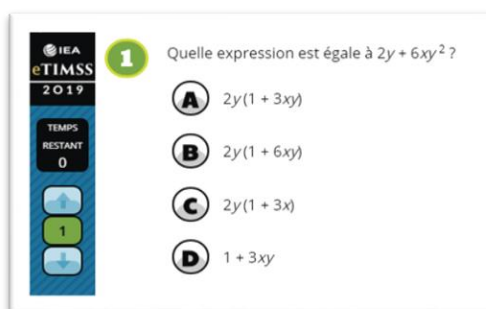 IEA
eTIMSS
2019
TEMPS
RESTANT
0
1
1 Quelle expression est égale à 2y + 6xy² ?
A 2y(1 + 3xy)
B 2y(1 + 6xy)
C 2y(1 + 3x)
D 1 + 3xy